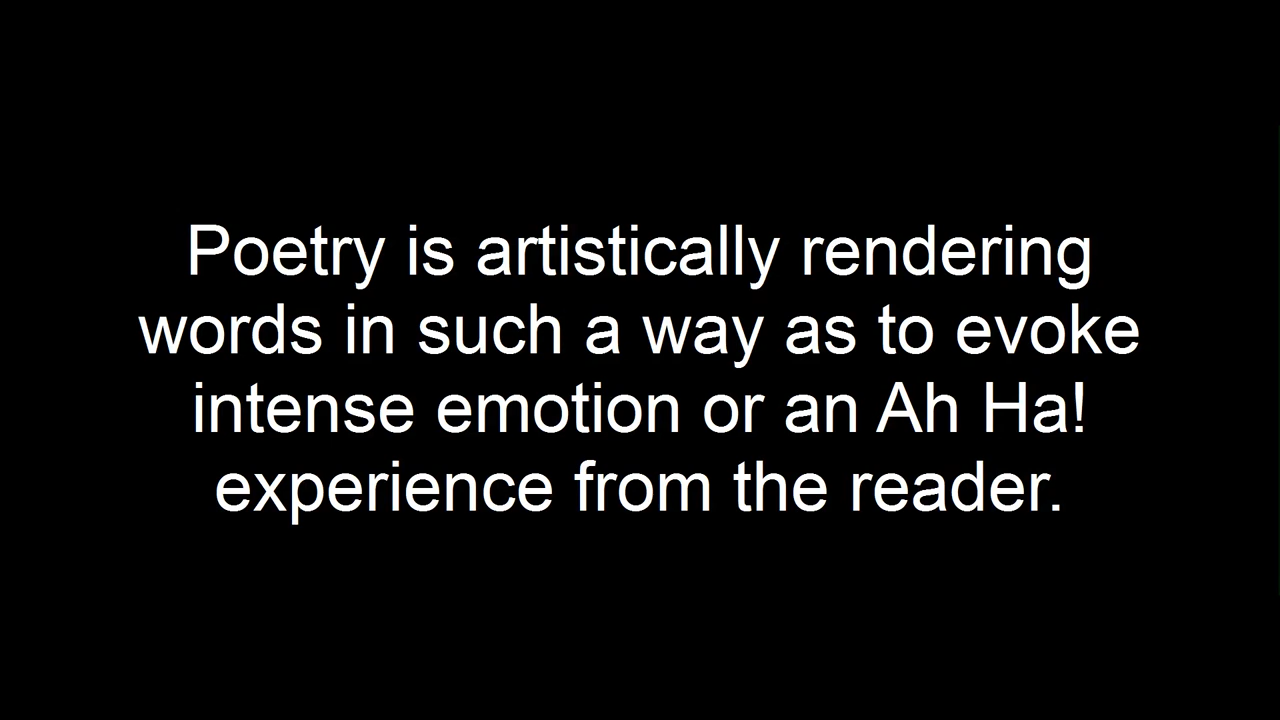 Poetry is artistically rendering
words in such a way as to evoke
intense emotion or an Ah Ha!
experience from the reader.